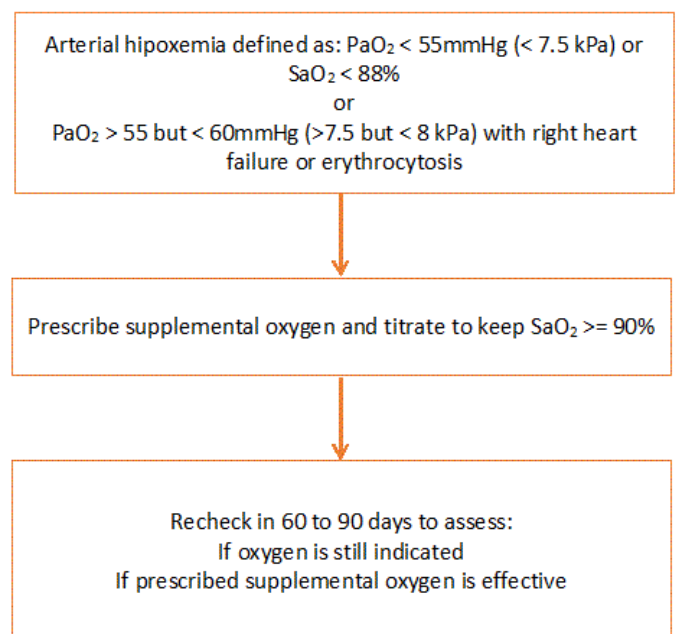 Arterial hipoxemia defined as: PaO₂ < 55mmHg (< 7.5 kPa) or
SaO₂ < 88%
or
PaO₂ > 55 but < 60mmHg (>7.5 but < 8 kPa) with right heart
failure or erythrocytosis
Prescribe supplemental oxygen and titrate to keep SaO₂ >= 90%
Recheck in 60 to 90 days to assess:
If oxygen is still indicated
If prescribed supplemental oxygen is effective